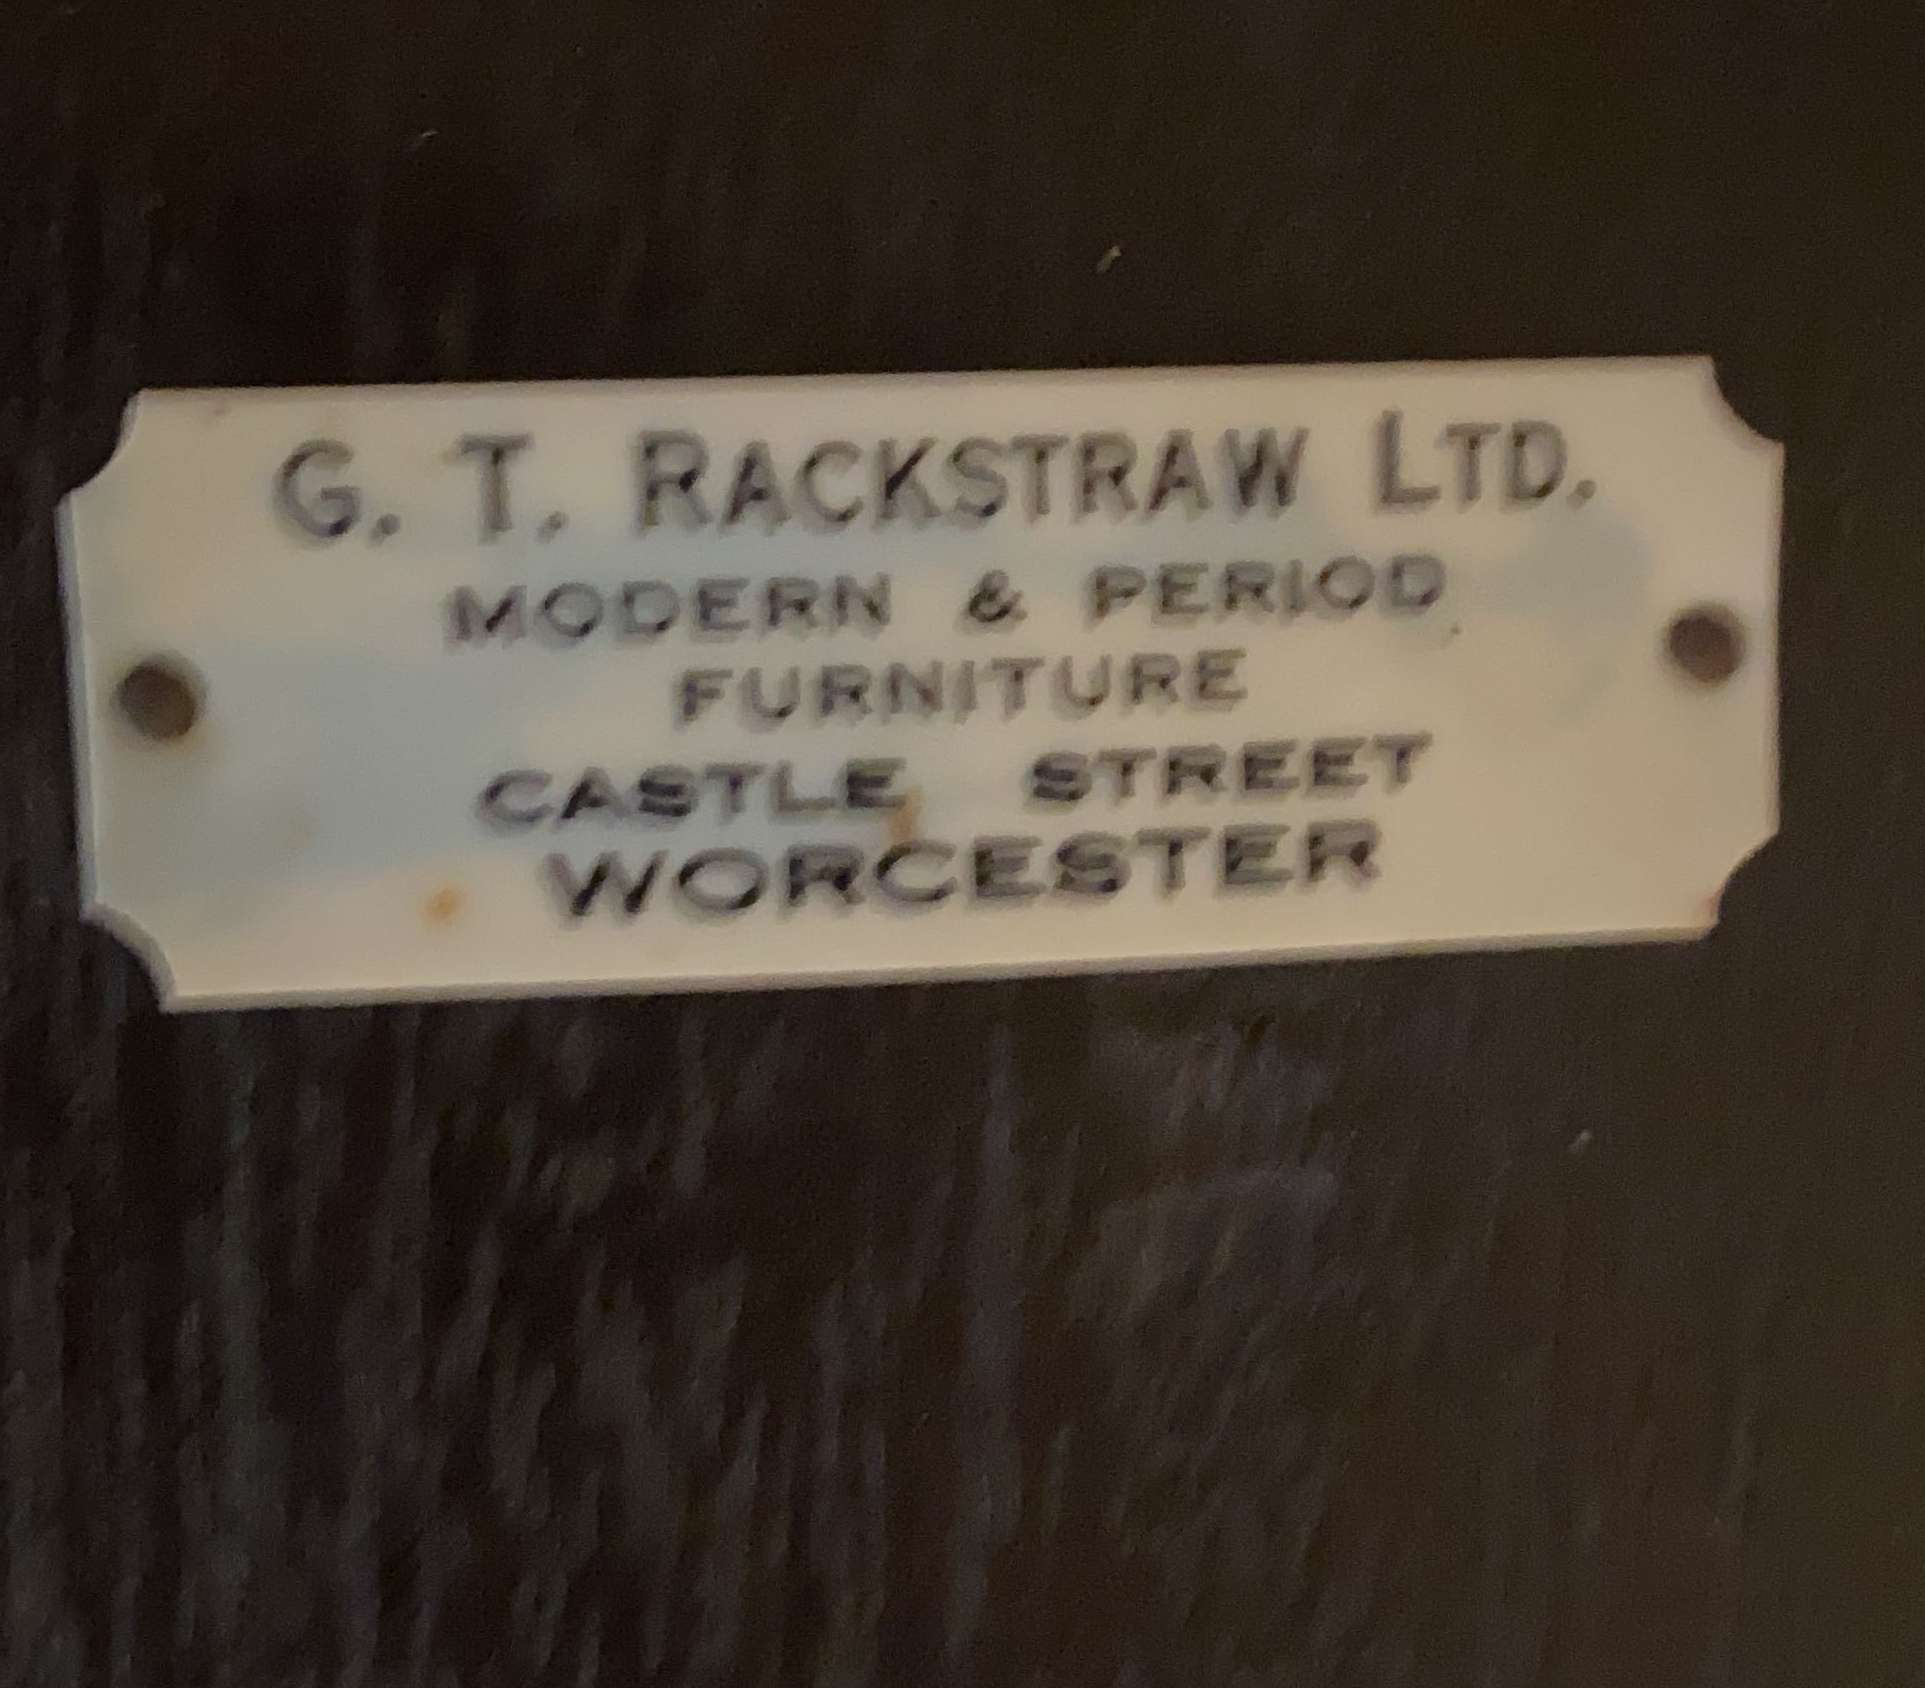 G. T. RACKSTRAW LTD.
MODERN & PERIOD
FURNITURE
CASTLE STREET
WORCESTER